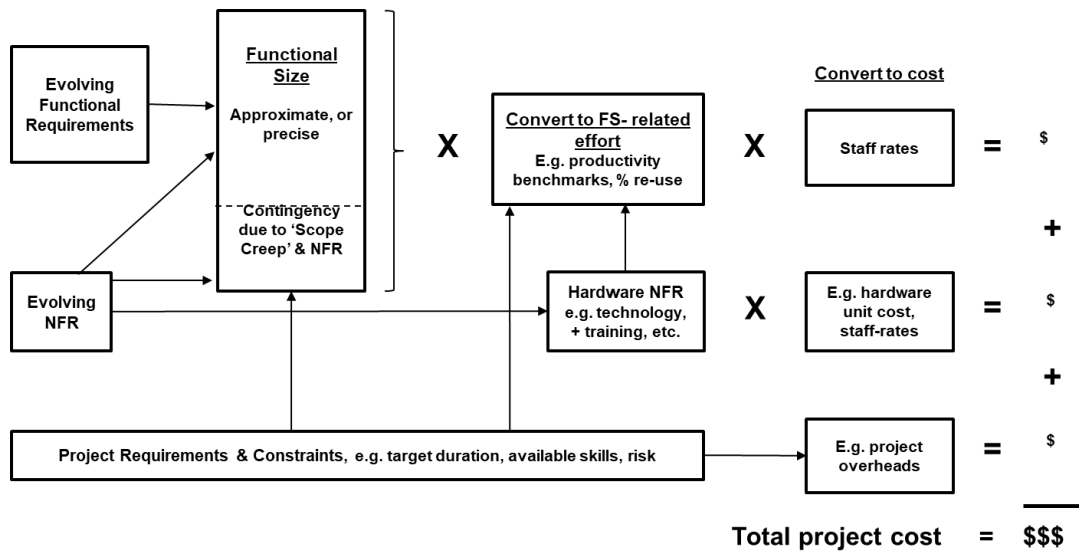 Evolving
Functional
Requirements
Functional
Size
Approximate, or
precise
Contingency
due to ‘Scope
Creep’ & NFR
X
Convert to FS- related
effort
E.g. productivity
benchmarks, % re-use
X
Convert to cost
Staff rates
=
$
+
Evolving
NFR
Hardware NFR
e.g. technology,
+ training, etc.
X
E.g. hardware
unit cost,
staff-rates
=
$
+
Project Requirements & Constraints, e.g. target duration, available skills, risk
E.g. project
overheads
=
$
Total project cost = $$$